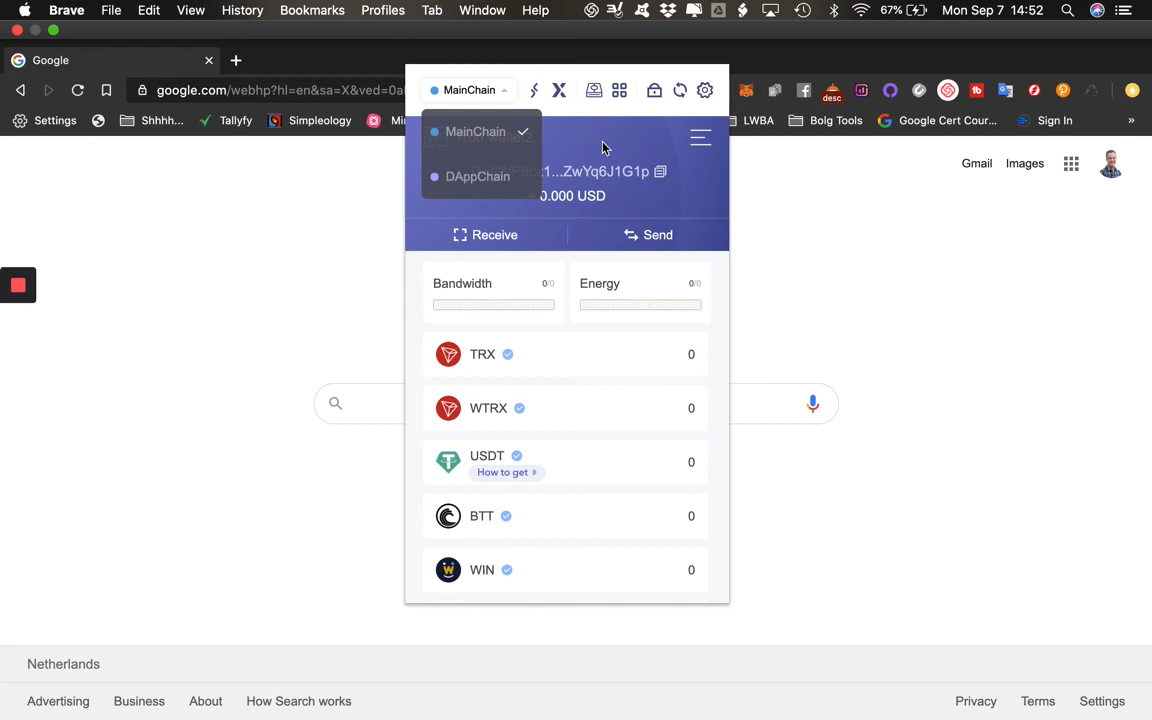 Brave File Edit View History Bookmarks Profiles Tab Window Help 67% Mon Sep 7 14:52
Google
google.com/webhp?hl=en&sa=X&ved=0a
MainChain
desc
Settings Shhhh... Tallyfy Simpleology LWBA Bolg Tools Google Cert Cour... Sign In »
MainChain
DAppChain
1...ZwYq6J1G1p
0.000 USD
Gmail Images
Receive Send
Bandwidth 0/0 Energy 0/0
TRX 0
WTRX 0
USDT 0
How to get
BTT 0
WIN 0
Netherlands
Advertising Business About How Search works Privacy Terms Settings